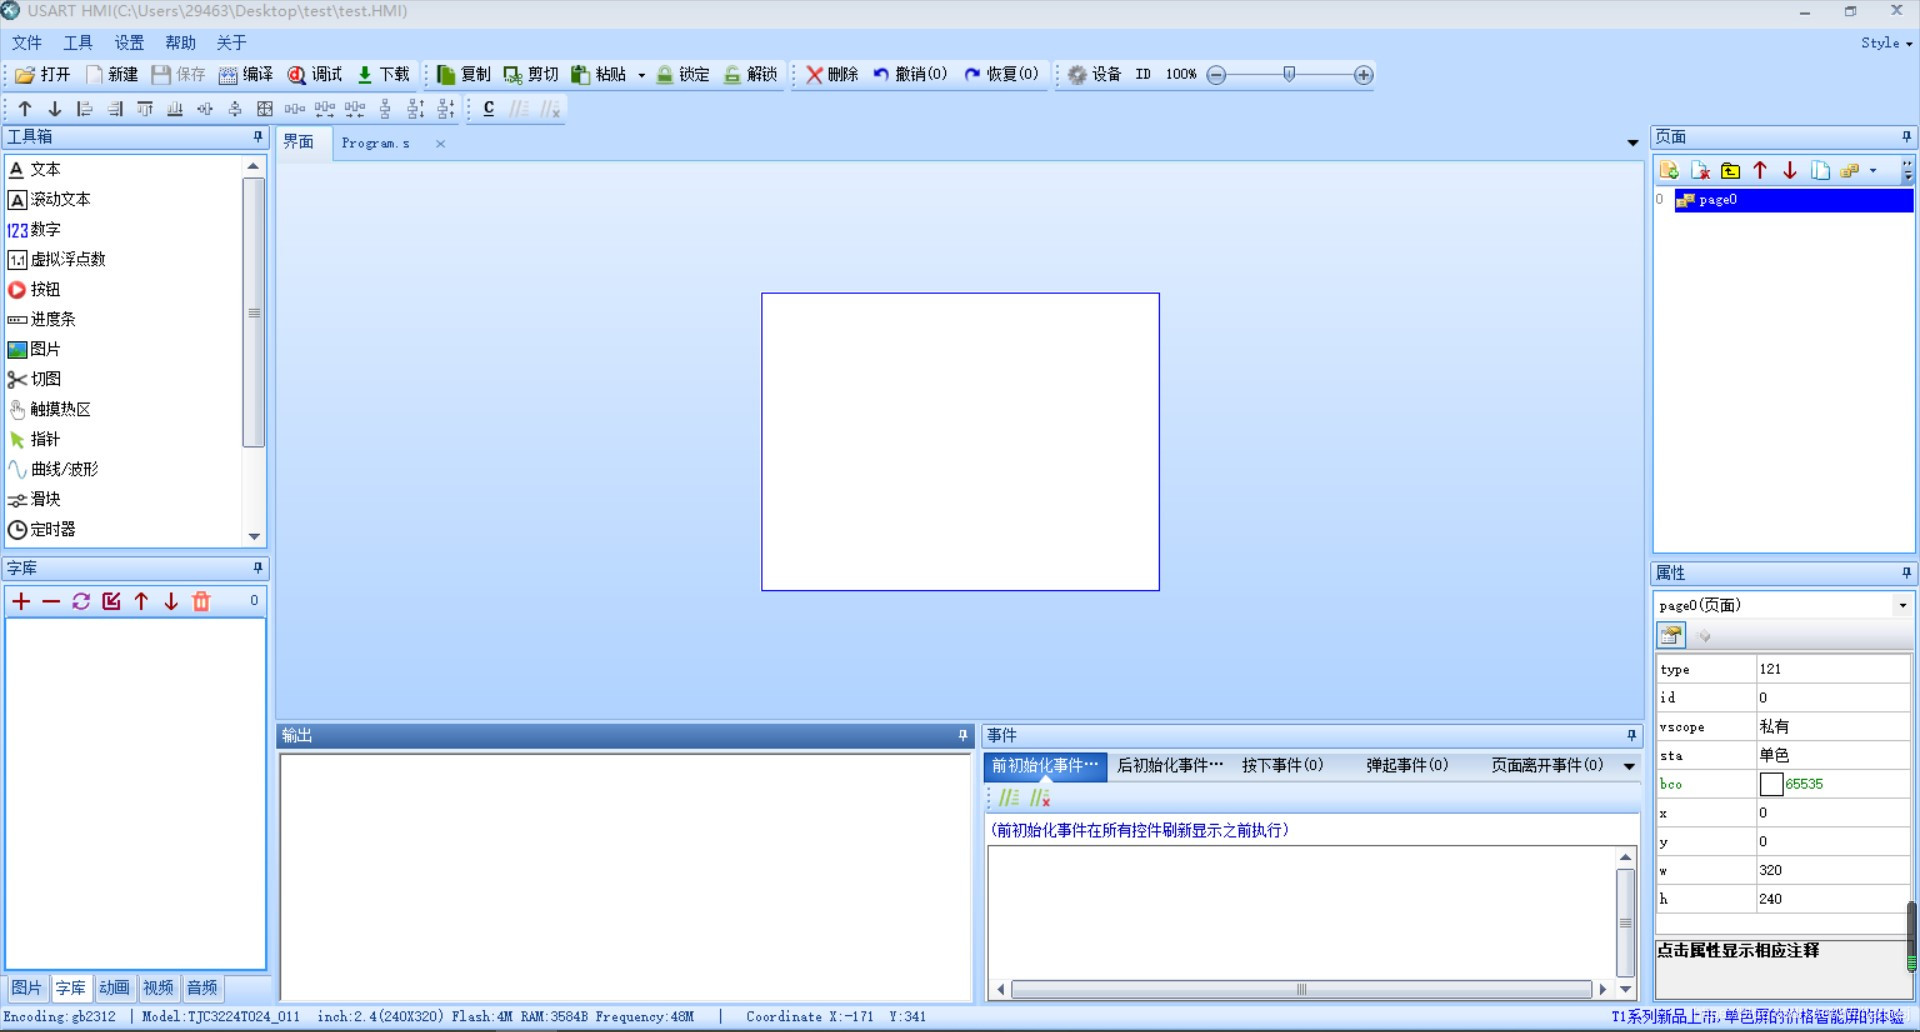 USART HMI(C:\Users\29463\Desktop\test\test.HMI)
文件 工具 设置 帮助 关于
Style
打开 新建 保存 编译 调试 下载 复制 剪切 粘贴 锁定 解锁 删除 撤销(0) 恢复(0) 设备 ID 100%
工具箱
文本
滚动文本
123 数字
1.1 虚拟浮点数
按钮
进度条
图片
切图
触摸热区
指针
曲线/波形
滑块
定时器
字库
0
图片 字库 动画 视频 音频
界面 Program.s
输出
事件
前初始化事件… 后初始化事件… 按下事件(0) 弹起事件(0) 页面离开事件(0)
(前初始化事件在所有控件刷新显示之前执行)
页面
0 page0
属性
page0(页面)
type 121
id 0
vscope 私有
sta 单色
bco 65535
x 0
y 0
w 320
h 240
点击属性显示相应注释
Encoding:gb2312 | Model:TJC3224T024_011 inch:2.4(240X320) Flash:4M RAM:3584B Frequency:48M | Coordinate X:-171 Y:341
T1系列新品上市,单色屏的价格智能屏的体验